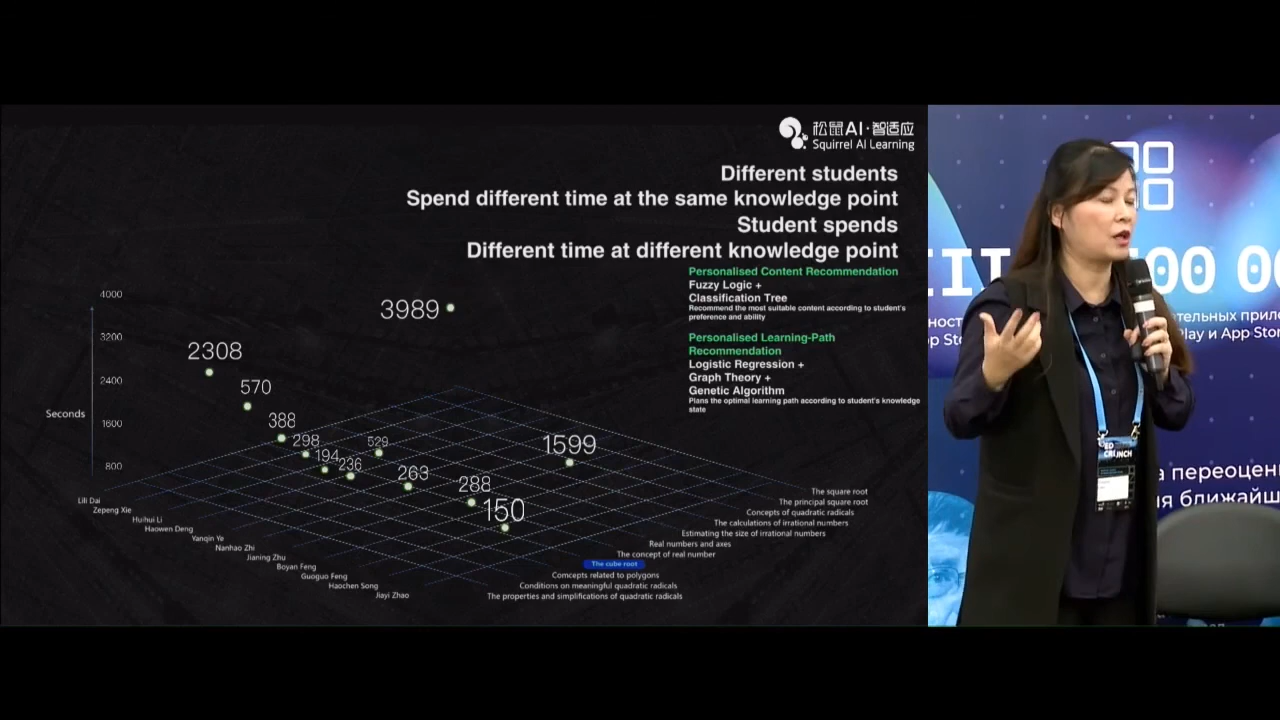 松鼠AI·智适应
Squirrel AI Learning
Different students
Spend different time at the same knowledge point
Student spends
Different time at different knowledge point
Personalised Content Recommendation
Fuzzy Logic +
Classification Tree
Recommend the most suitable content according to student's
preference and ability
Personalised Learning-Path
Recommendation
Logistic Regression +
Graph Theory +
Genetic Algorithm
Plans the optimal learning path according to student's knowledge
state
4000
3200
2400
1600
800
Seconds
3989
2308
570
388
298
194
236
529
263
288
150
1599
Lili Dai
Zepeng Xie
Huihui Li
Haowen Deng
Yanqin Ye
Nanhao Zhi
Jianing Zhu
Boyan Feng
Guoguo Feng
Haochen Song
Jiayi Zhao
The square root
The principal square root
Concepts of quadratic radicals
The calculations of irrational numbers
Estimating the size of irrational numbers
Real numbers and axes
The concept of real number
The cube root
Comcepts related to polygons
Conditions on meaningful quadratic radicals
The properties and simplifications of quadratic radicals
00 0
Play и App Stor
а переоцен
ближайш
ED
CRUNCH